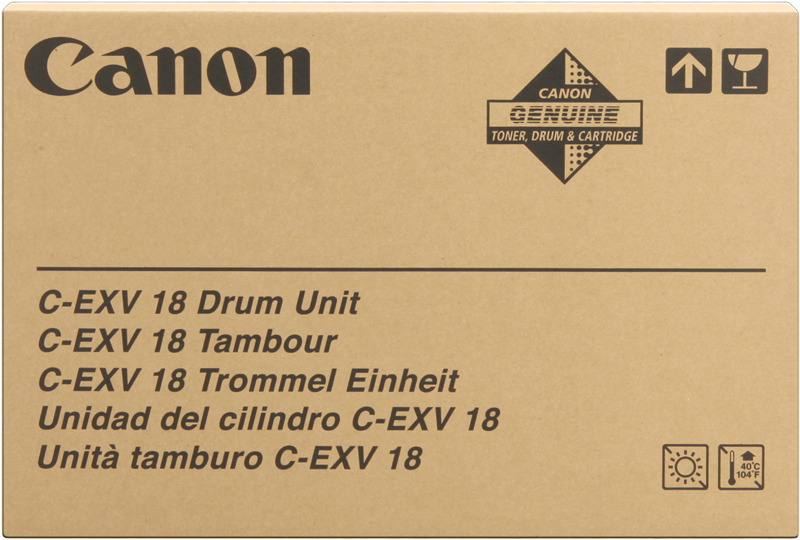 Canon
CANON
GENUINE
TONER, DRUM & CARTRIDGE
C-EXV 18 Drum Unit
C-EXV 18 Tambour
C-EXV 18 Trommel Einheit
Unidad del cilindro C-EXV 18
Unità tamburo C-EXV 18
40°C
104°F